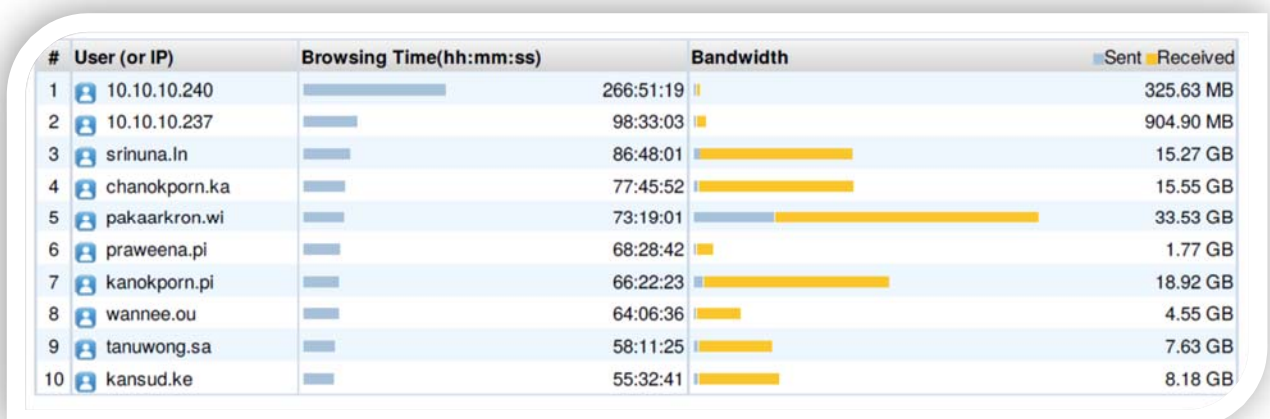 # User (or IP) Browsing Time(hh:mm:ss) Bandwidth Sent Received
1 10.10.10.240 266:51:19 325.63 MB
2 10.10.10.237 98:33:03 904.90 MB
3 srinuna.ln 86:48:01 15.27 GB
4 chanokporn.ka 77:45:52 15.55 GB
5 pakaarkron.wi 73:19:01 33.53 GB
6 praweena.pi 68:28:42 1.77 GB
7 kanokporn.pi 66:22:23 18.92 GB
8 wannee.ou 64:06:36 4.55 GB
9 tanuwong.sa 58:11:25 7.63 GB
10 kansud.ke 55:32:41 8.18 GB